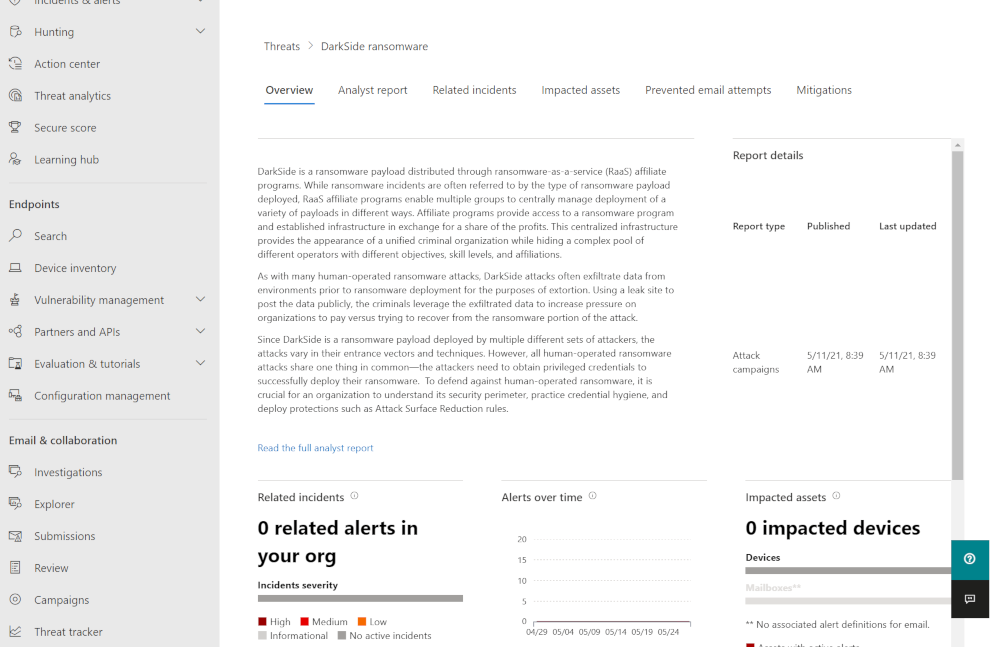 Incidents & alerts
Hunting
Action center
Threat analytics
Secure score
Learning hub
Endpoints
Search
Device inventory
Vulnerability management
Partners and APIs
Evaluation & tutorials
Configuration management
Email & collaboration
Investigations
Explorer
Submissions
Review
Campaigns
Threat tracker
Threats > DarkSide ransomware
Overview Analyst report Related incidents Impacted assets Prevented email attempts Mitigations
DarkSide is a ransomware payload distributed through ransomware-as-a-service (RaaS) affiliate
programs. While ransomware incidents are often referred to by the type of ransomware payload
deployed, RaaS affiliate programs enable multiple groups to centrally manage deployment of a
variety of payloads in different ways. Affiliate programs provide access to a ransomware program
and established infrastructure in exchange for a share of the profits. This centralized infrastructure
provides the appearance of a unified criminal organization while hiding a complex pool of
different operators with different objectives, skill levels, and affiliations.
As with many human-operated ransomware attacks, DarkSide attacks often exfiltrate data from
environments prior to ransomware deployment for the purposes of extortion. Using a leak site to
post the data publicly, the criminals leverage the exfiltrated data to increase pressure on
organizations to pay versus trying to recover from the ransomware portion of the attack.
Since DarkSide is a ransomware payload deployed by multiple different sets of attackers, the
attacks vary in their entrance vectors and techniques. However, all human-operated ransomware
attacks share one thing in common—the attackers need to obtain privileged credentials to
successfully deploy their ransomware. To defend against human-operated ransomware, it is
crucial for an organization to understand its security perimeter, practice credential hygiene, and
deploy protections such as Attack Surface Reduction rules.
Read the full analyst report
Report details
Report type Published Last updated
Attack 5/11/21, 8:39 5/11/21, 8:39
campaigns AM AM
Related incidents
0 related alerts in
your org
Incidents severity
High Medium Low
Informational No active incidents
Alerts over time
20
15
10
5
0
04/29 05/04 05/09 05/14 05/19 05/24
Impacted assets
0 impacted devices
Devices
Mailboxes**
** No associated alert definitions for email.
Assets with active alerts